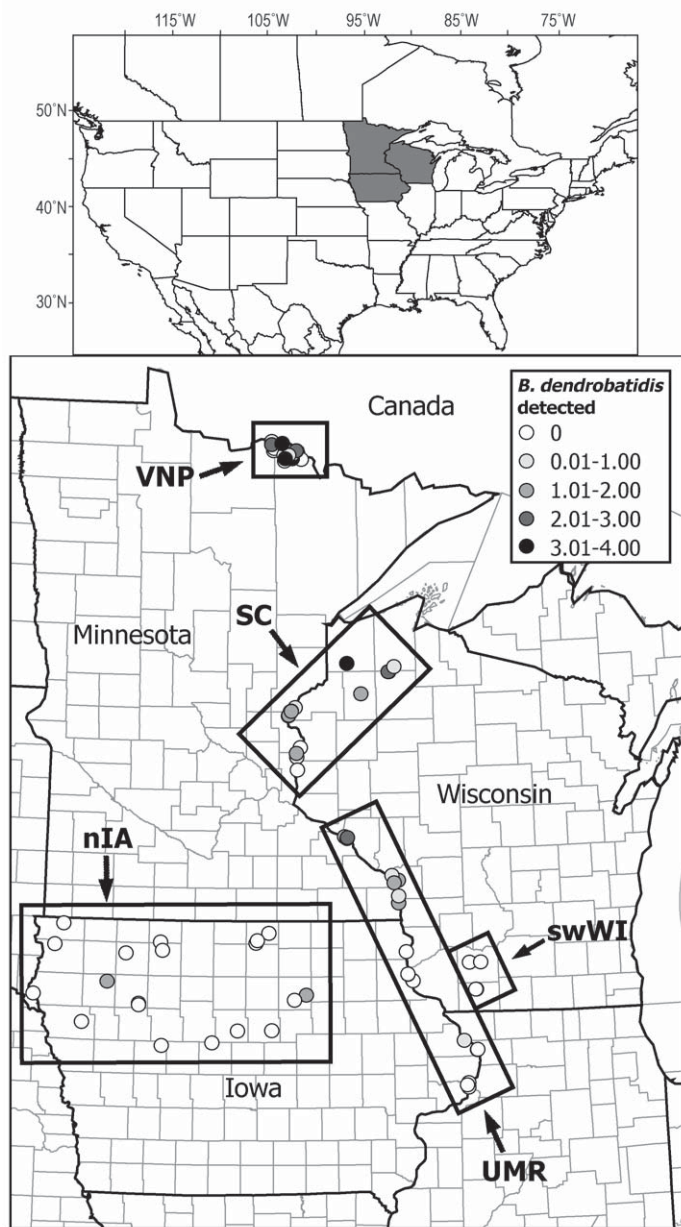 115°W 105°W 95°W 85°W 75°W
50°N
40°N
30°N
B. dendrobatidis
detected
0
0.01-1.00
1.01-2.00
2.01-3.00
3.01-4.00
Canada
VNP
SC
Minnesota
Wisconsin
nIA
swWI
Iowa
UMR